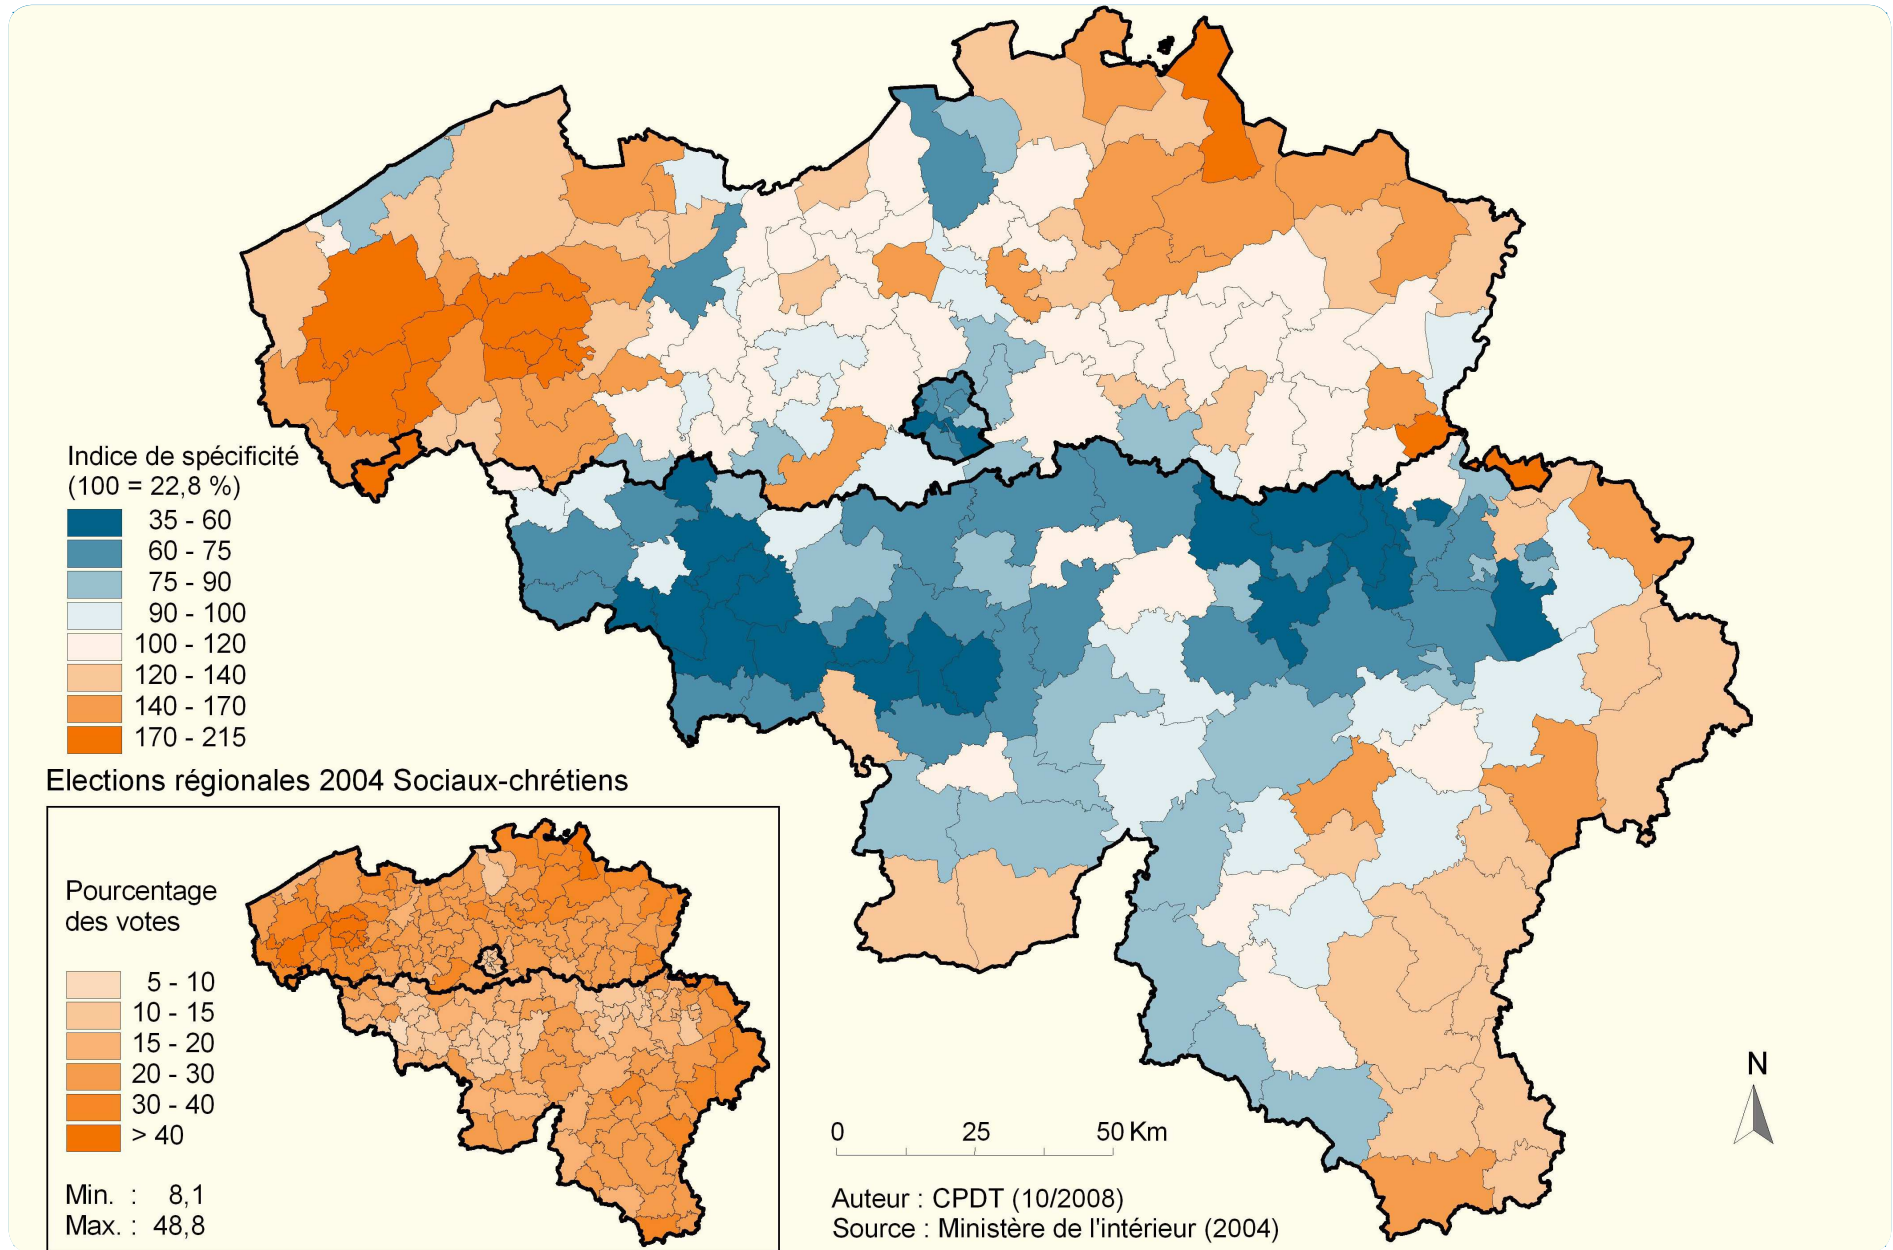 Indice de spécificité
(100 = 22,8 %)
35 - 60
60 - 75
75 - 90
90 - 100
100 - 120
120 - 140
140 - 170
170 - 215
Elections régionales 2004 Sociaux-chrétiens
Pourcentage
des votes
5 - 10
10 - 15
15 - 20
20 - 30
30 - 40
> 40
Min. : 8,1
Max. : 48,8
0 25 50 Km
Auteur : CPDT (10/2008)
Source : Ministère de l'intérieur (2004)
N